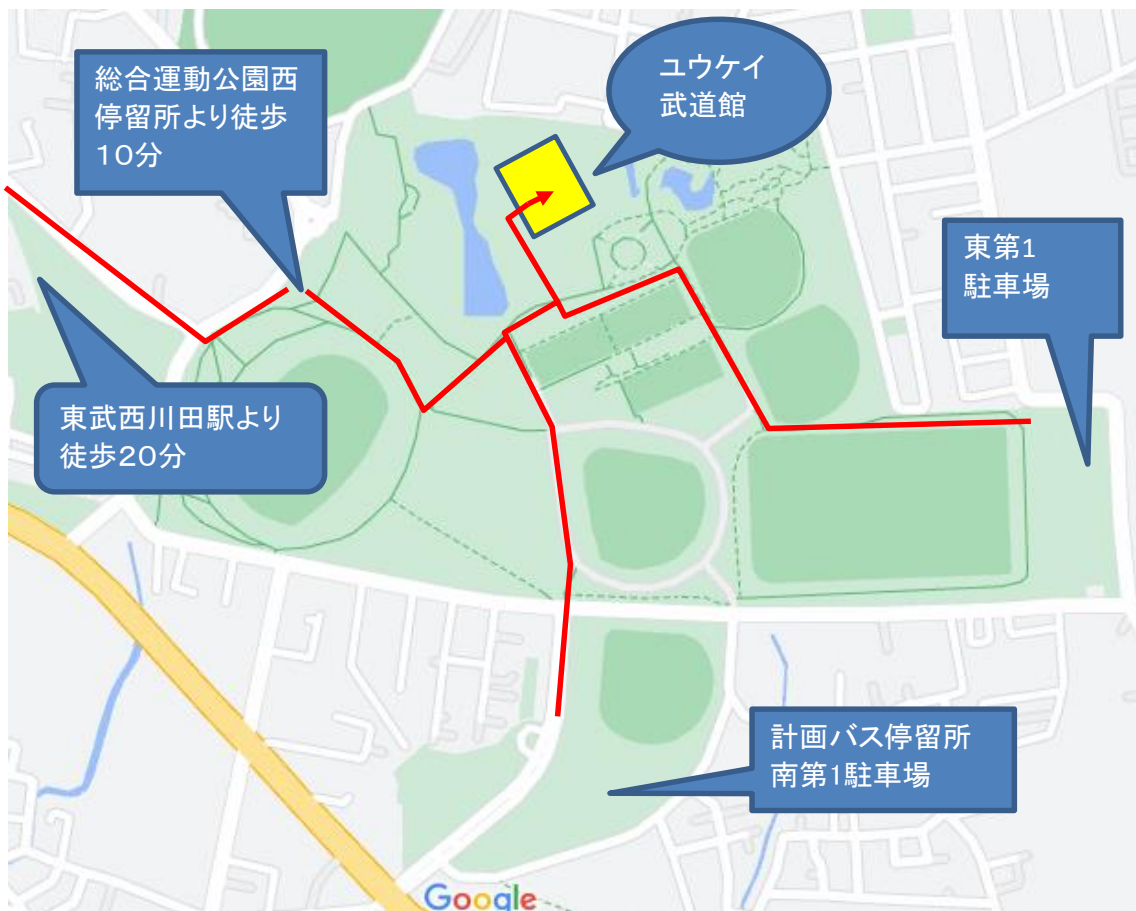 総合運動公園西
停留所より徒歩
10分
ユウケイ
武道館
東第1
駐車場
東武西川田駅より
徒歩20分
計画バス停留所
南第1駐車場
Google